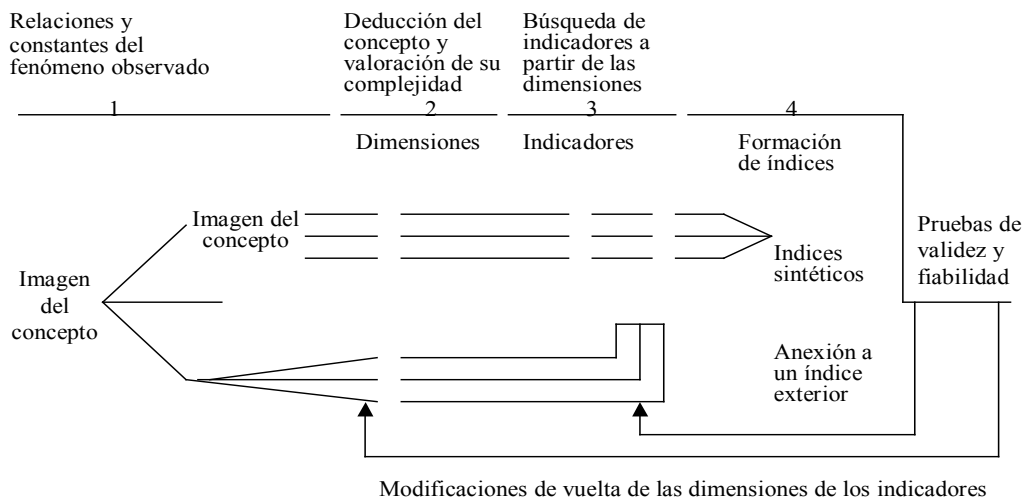 Relaciones y
constantes del
fenómeno observado
Deducción del
concepto y
valoración de su
complejidad
Búsqueda de
indicadores a
partir de las
dimensiones
1
2
3
4
Dimensiones
Indicadores
Formación
de índices
Imagen del
concepto
Imagen
del
concepto
Indices
sintéticos
Pruebas de
validez y
fiabilidad
Anexión a
un índice
exterior
Modificaciones de vuelta de las dimensiones de los indicadores